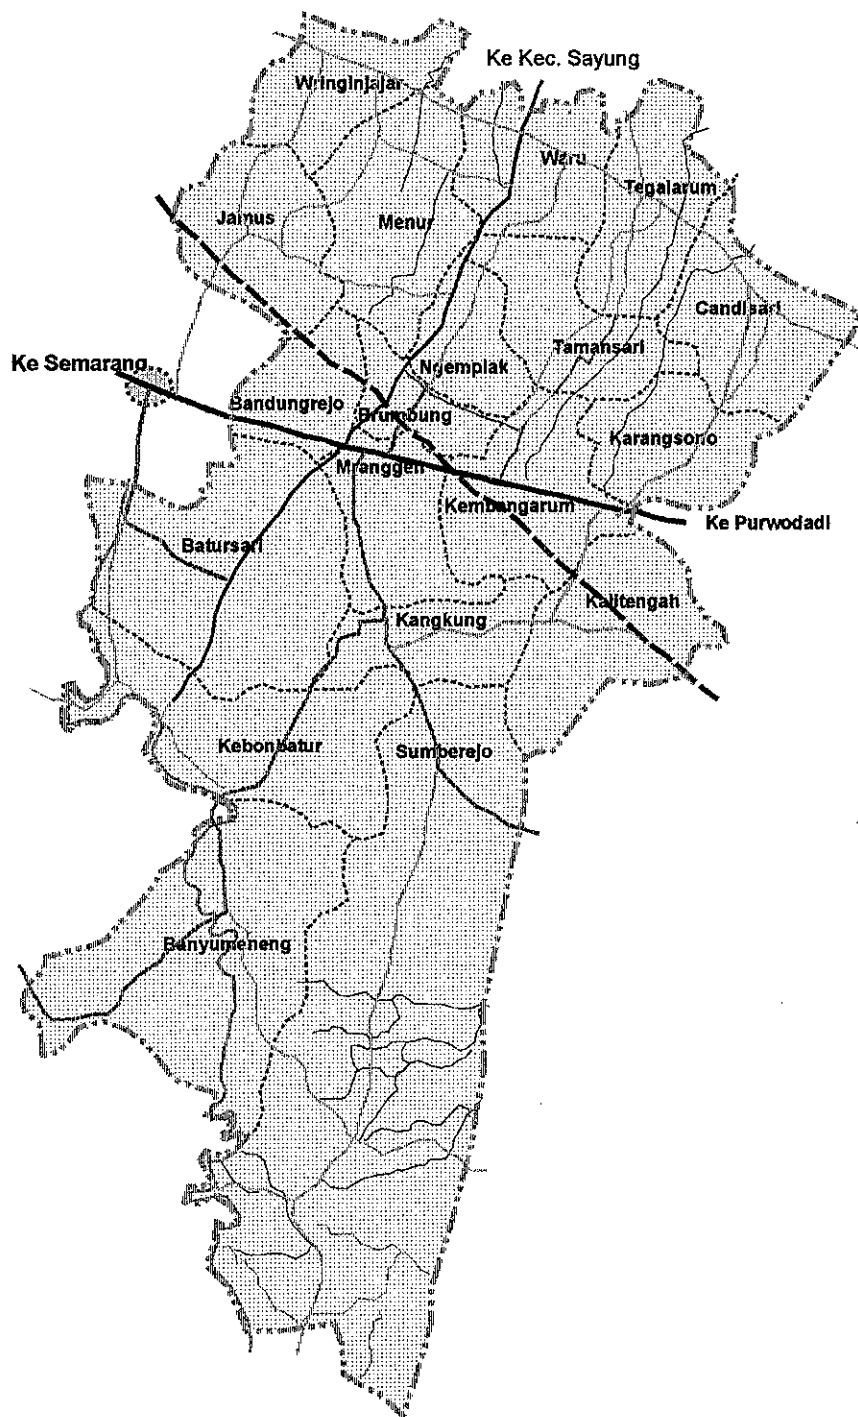 Ke Kec. Sayung
Wringinjajar
Waru
Tegalarum
Jamus
Menur
Candisari
Ke Semarang
Ngemplak
Tamansari
Bandungrejo
Brumbung
Karangsono
Mranggen
Kembangarum
Ke Purwodadi
Batursari
Kalitengah
Kangkung
Kebonbatur
Sumberejo
Banyumeneng